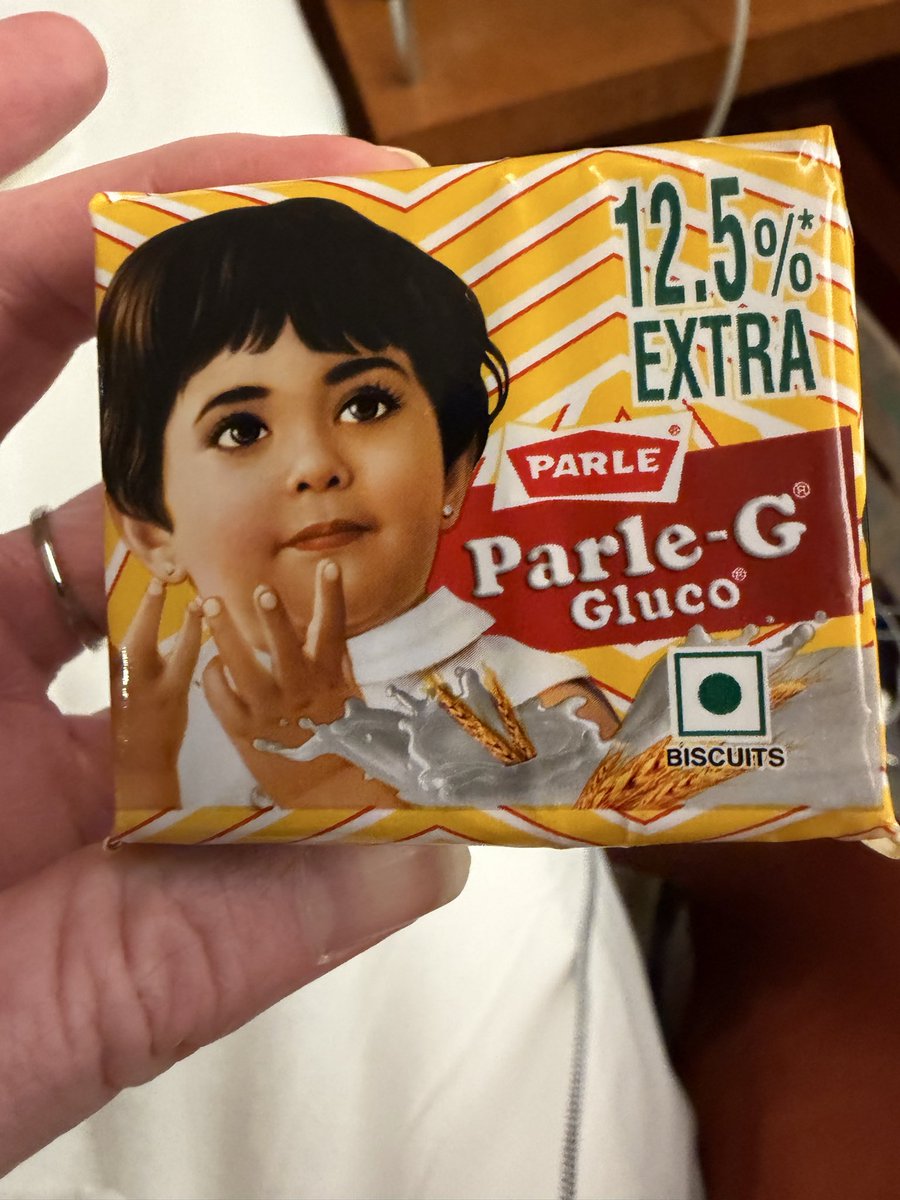 12.5%*
EXTRA
PARLE®
Parle-G®
Gluco®
BISCUITS